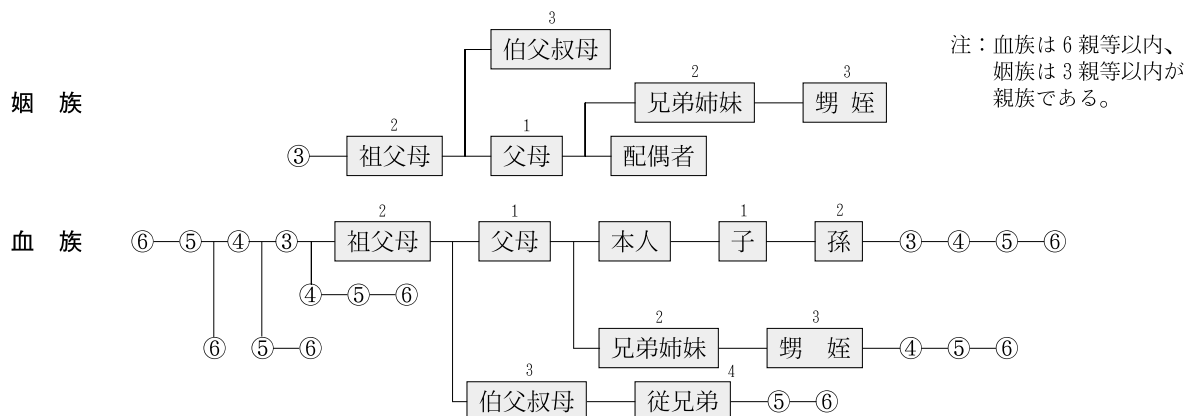 3
伯父叔母
注：血族は6親等以内、
姻族は3親等以内が
親族である。
2
3
姻　族
兄弟姉妹
甥 姪
2
1
③
祖父母
父母
配偶者
2
1
1
2
血　族
⑥ ⑤ ④ ③ 祖父母 父母 本人 子 孫 ③ ④ ⑤ ⑥
④ ⑤ ⑥
2
3
⑥ ⑤ ⑥ 兄弟姉妹 甥　姪 ④ ⑤ ⑥
3
4
伯父叔母 従兄弟 ⑤ ⑥